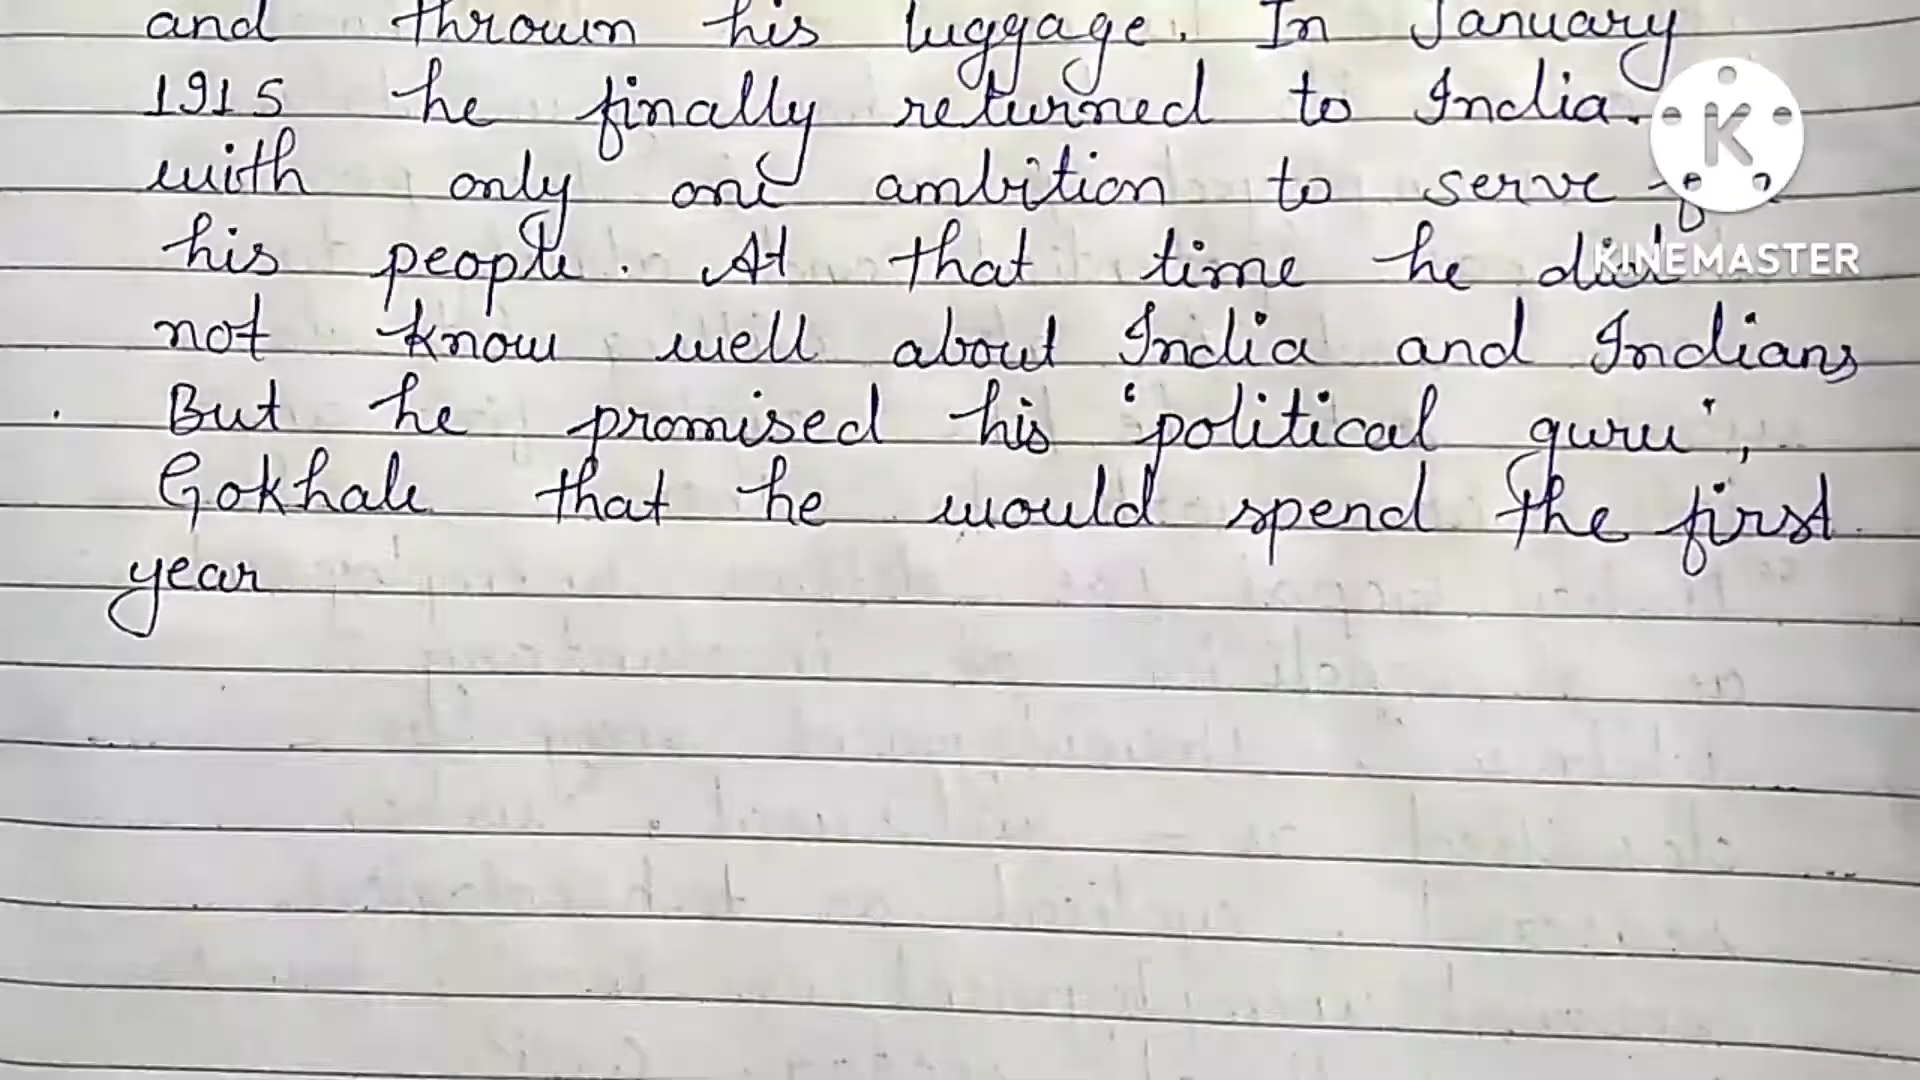 and thrown his luggage. In January
1915 he finally returned to India.
with only one ambition to serve
his people. At that time he did
not know well about India and Indians
But he promised his 'political guru',
Gokhale that he would spend the first
year
K
KINEMASTER